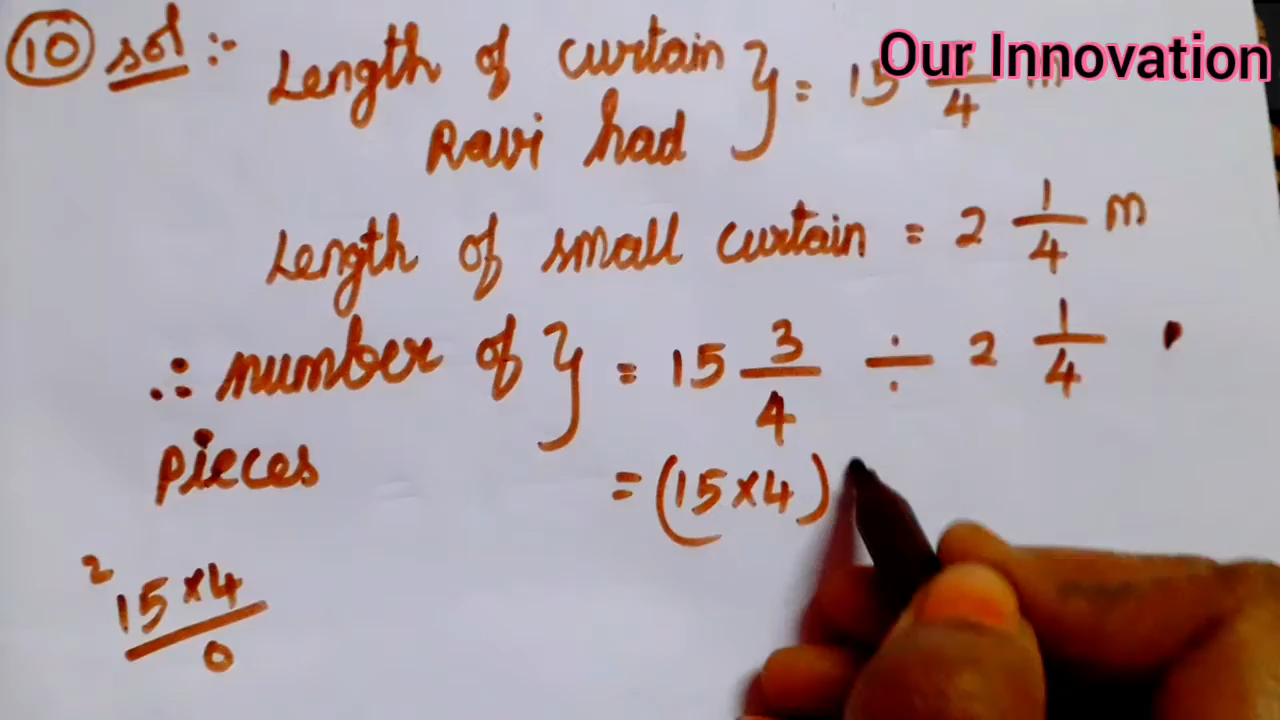 Our Innovation
10 sol :- Length of curtain } = 15 /4 m
Ravi had
Length of small curtain = 2 1/4 m
∴ number of } = 15 3/4 ÷ 2 1/4
pieces = (15×4)
2
15×4
0